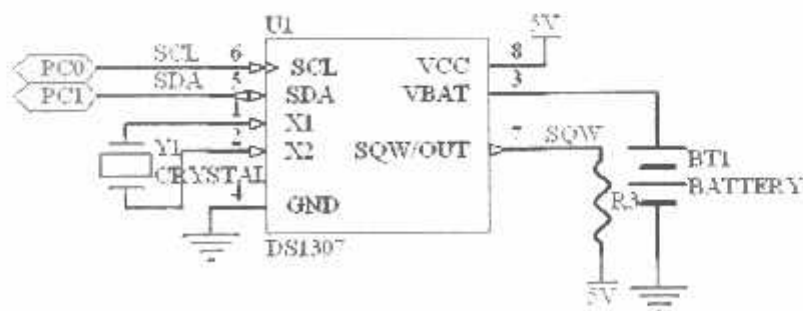 U1
5V
PC0 SCL 6 SCL VCC 8
PC1 SDA 5 SDA VBAT 3
1 X1
Y1 2 X2 SQW/OUT 7 SQW
CRYSTAL
BT1
BATTERY
4 GND
R3
DS1307
5V